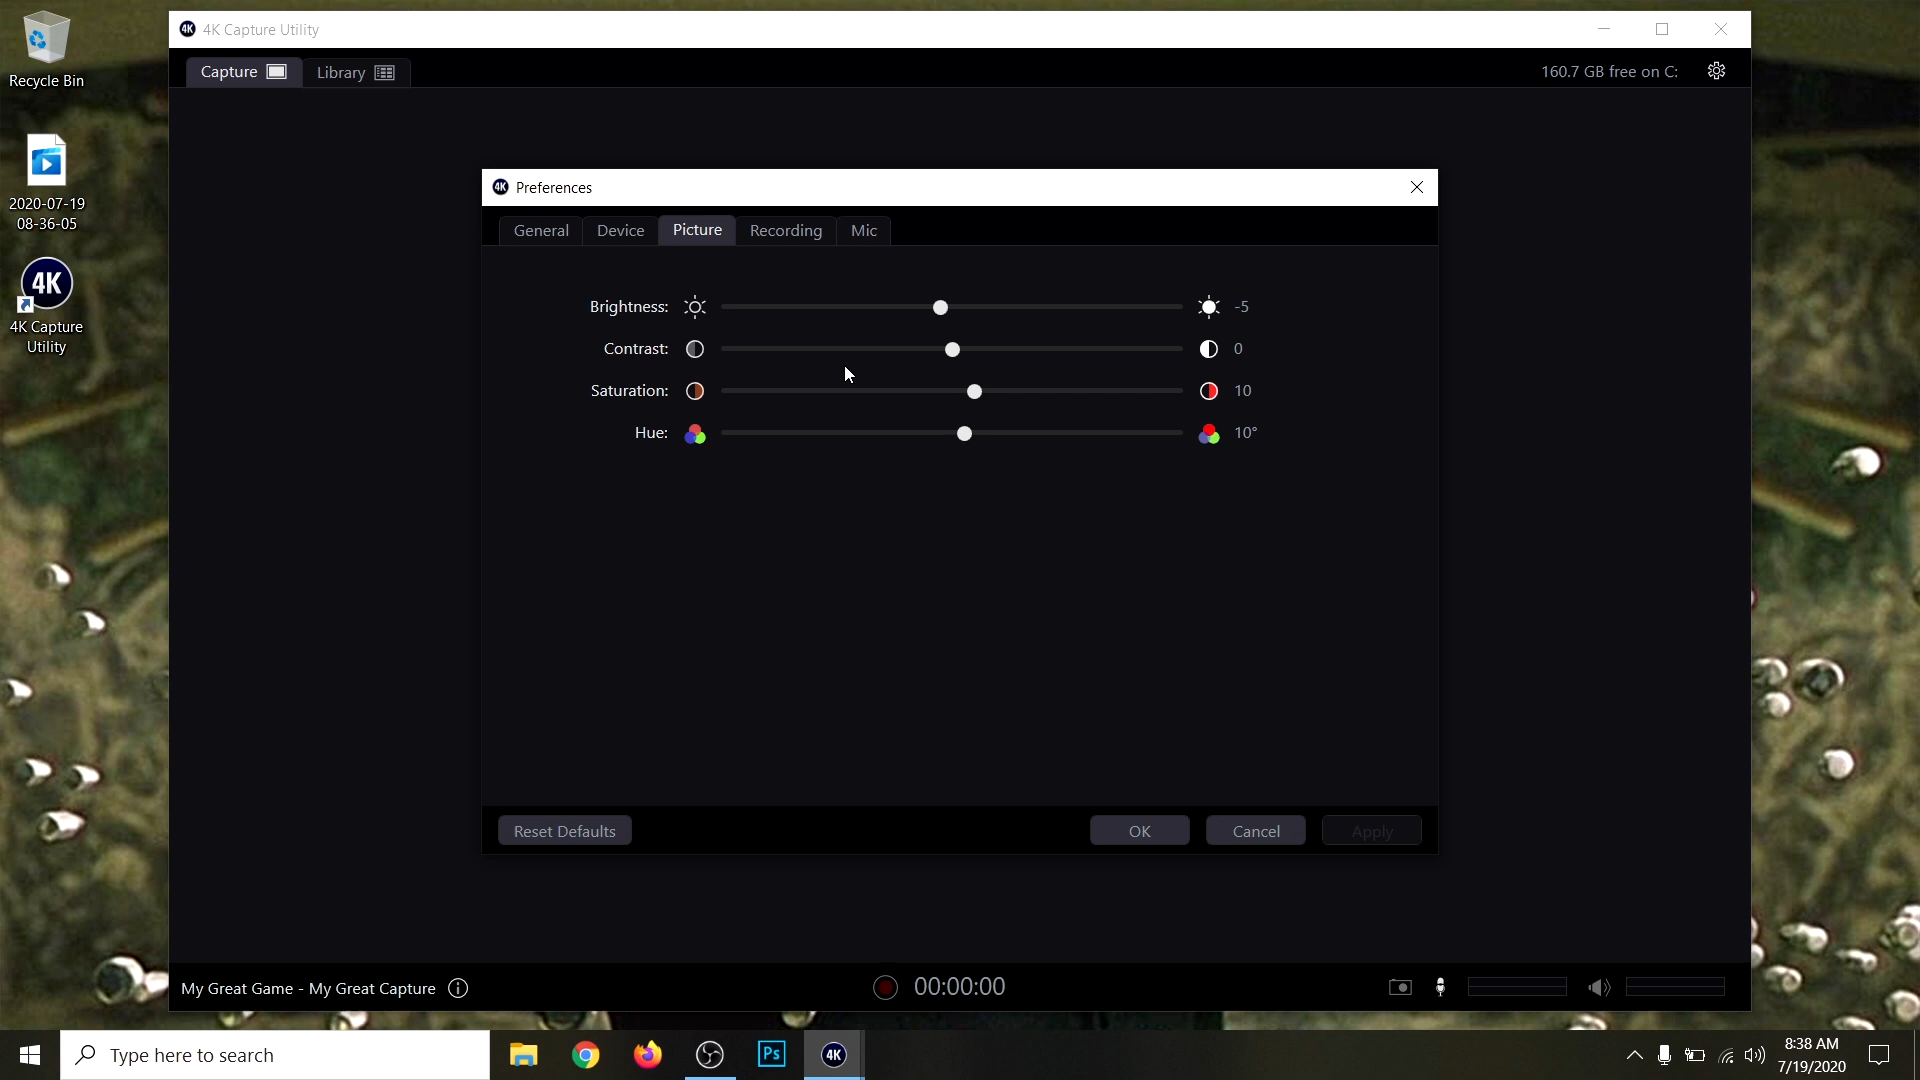 Recycle Bin
2020-07-19
08-36-05
4K
4K Capture
Utility
4K 4K Capture Utility
Capture
Library
160.7 GB free on C:
4K Preferences
General
Device
Picture
Recording
Mic
Brightness: -5
Contrast: 0
Saturation: 10
Hue: 10°
Reset Defaults
OK
Cancel
Apply
My Great Game - My Great Capture
00:00:00
Type here to search
Ps
4K
8:38 AM
7/19/2020